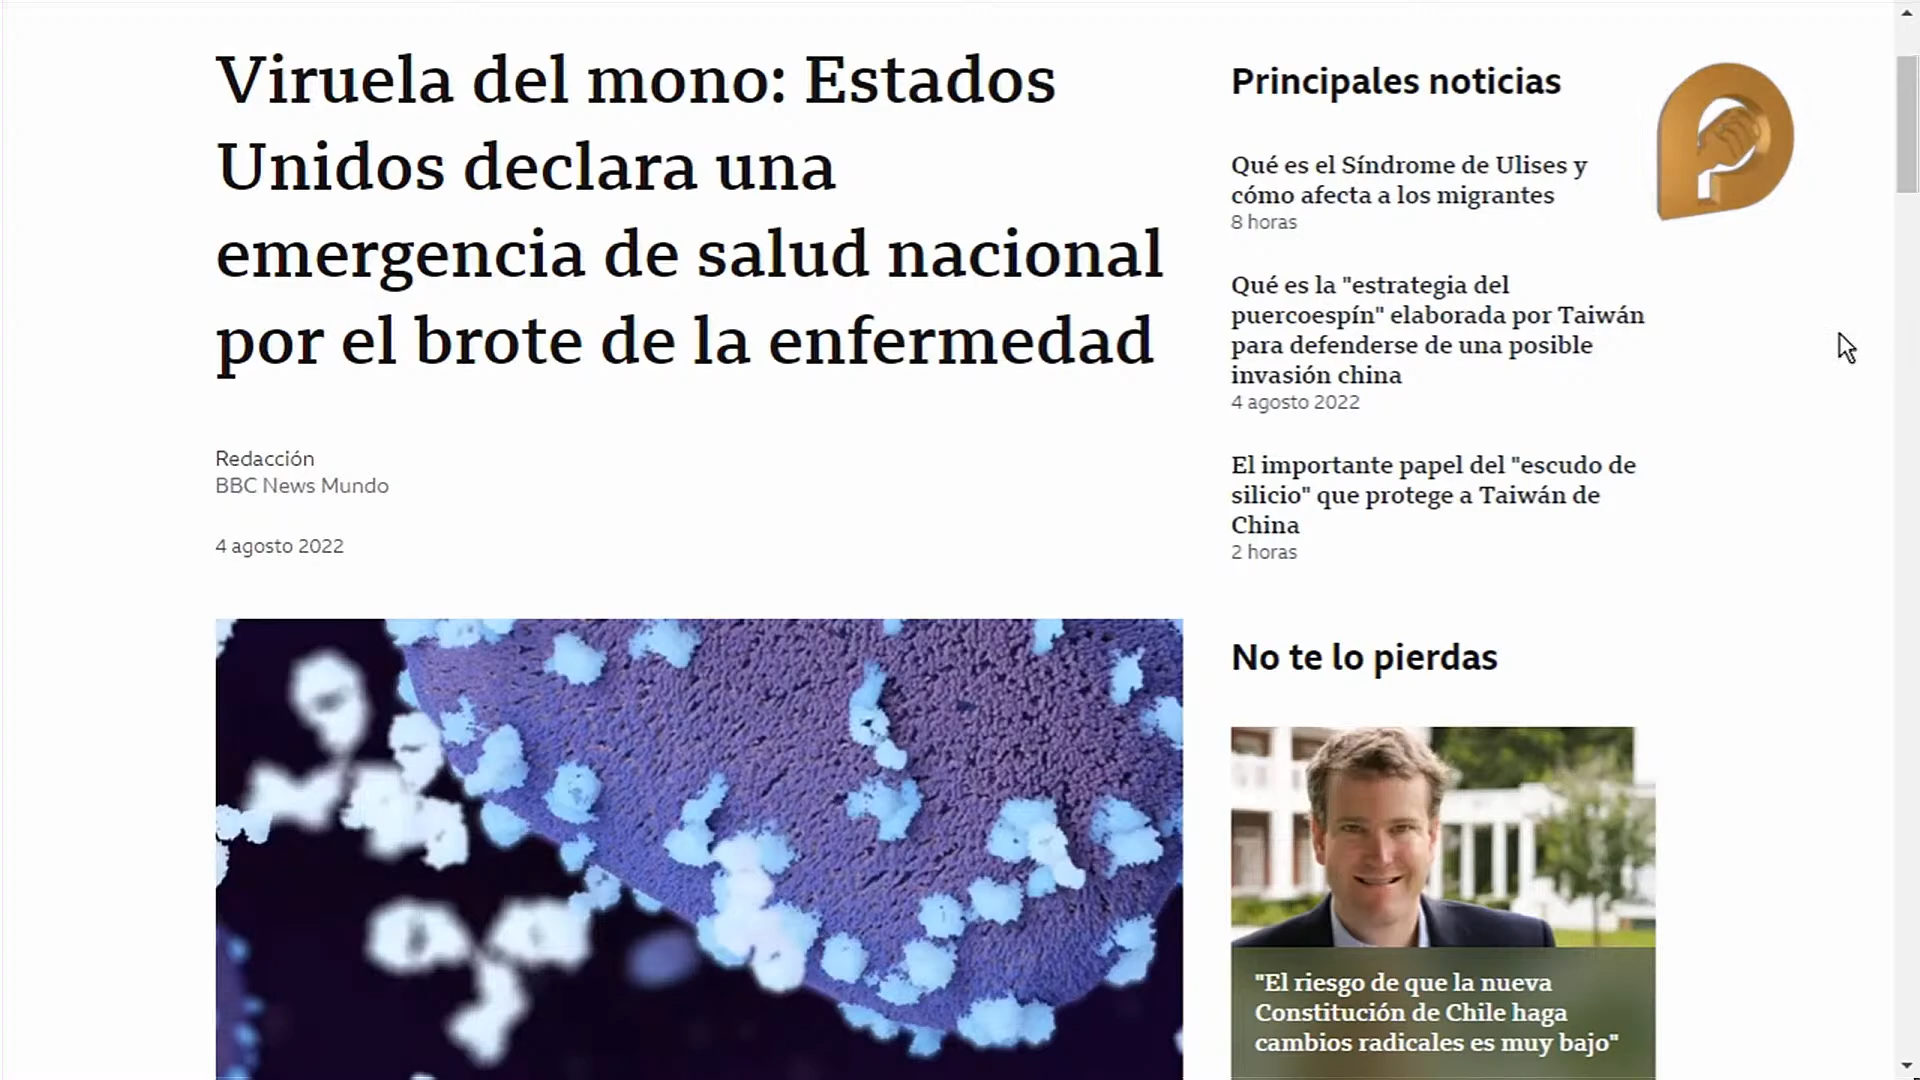 Viruela del mono: Estados
Unidos declara una
emergencia de salud nacional
por el brote de la enfermedad
Redacción
BBC News Mundo
4 agosto 2022
Principales noticias
Qué es el Síndrome de Ulises y
cómo afecta a los migrantes
8 horas
Qué es la "estrategia del
puercoespín" elaborada por Taiwán
para defenderse de una posible
invasión china
4 agosto 2022
El importante papel del "escudo de
silicio" que protege a Taiwán de
China
2 horas
No te lo pierdas
"El riesgo de que la nueva
Constitución de Chile haga
cambios radicales es muy bajo"